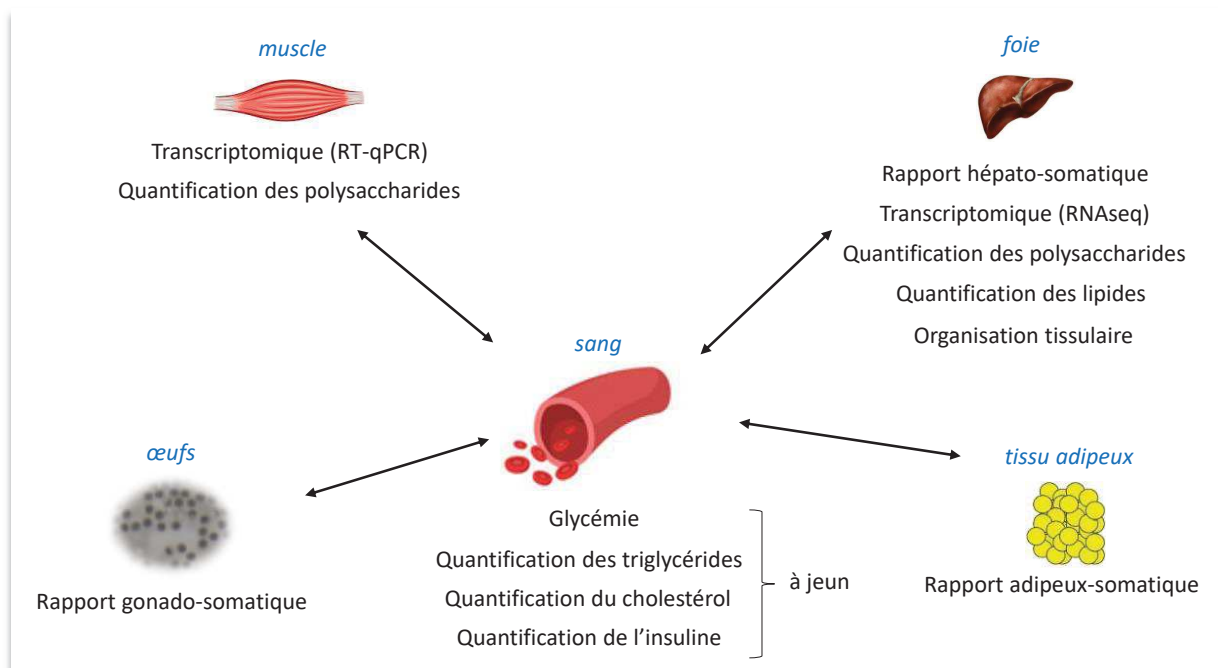 muscle
Transcriptomique (RT-qPCR)
Quantification des polysaccharides
foie
Rapport hépato-somatique
Transcriptomique (RNAseq)
Quantification des polysaccharides
Quantification des lipides
Organisation tissulaire
sang
Glycémie
Quantification des triglycérides
Quantification du cholestérol
Quantification de l’insuline
à jeun
œufs
Rapport gonado-somatique
tissu adipeux
Rapport adipeux-somatique